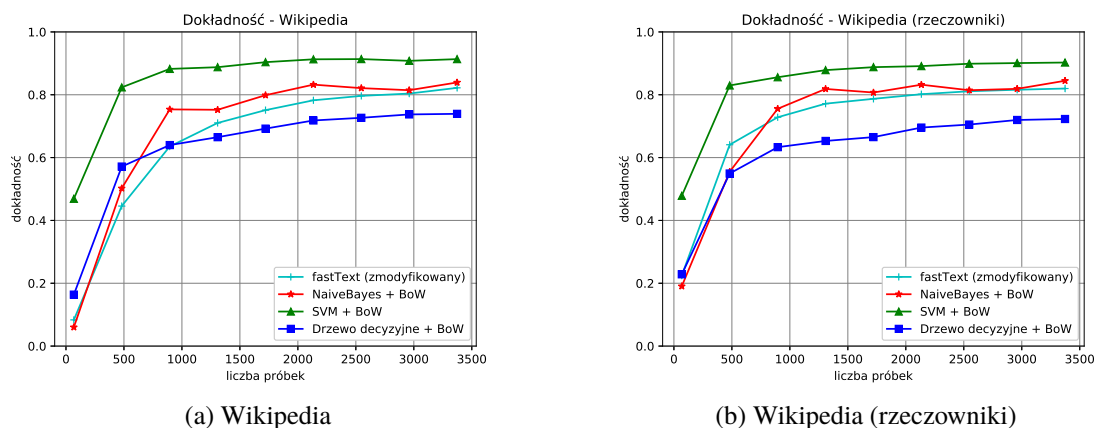 Dokładność - Wikipedia
1.0
0.8
0.6
0.4
0.2
0.0
dokładność
0 500 1000 1500 2000 2500 3000 3500
liczba próbek
fastText (zmodyfikowany)
NaiveBayes + BoW
SVM + BoW
Drzewo decyzyjne + BoW
(a) Wikipedia
Dokładność - Wikipedia (rzeczowniki)
1.0
0.8
0.6
0.4
0.2
0.0
dokładność
0 500 1000 1500 2000 2500 3000 3500
liczba próbek
fastText (zmodyfikowany)
NaiveBayes + BoW
SVM + BoW
Drzewo decyzyjne + BoW
(b) Wikipedia (rzeczowniki)